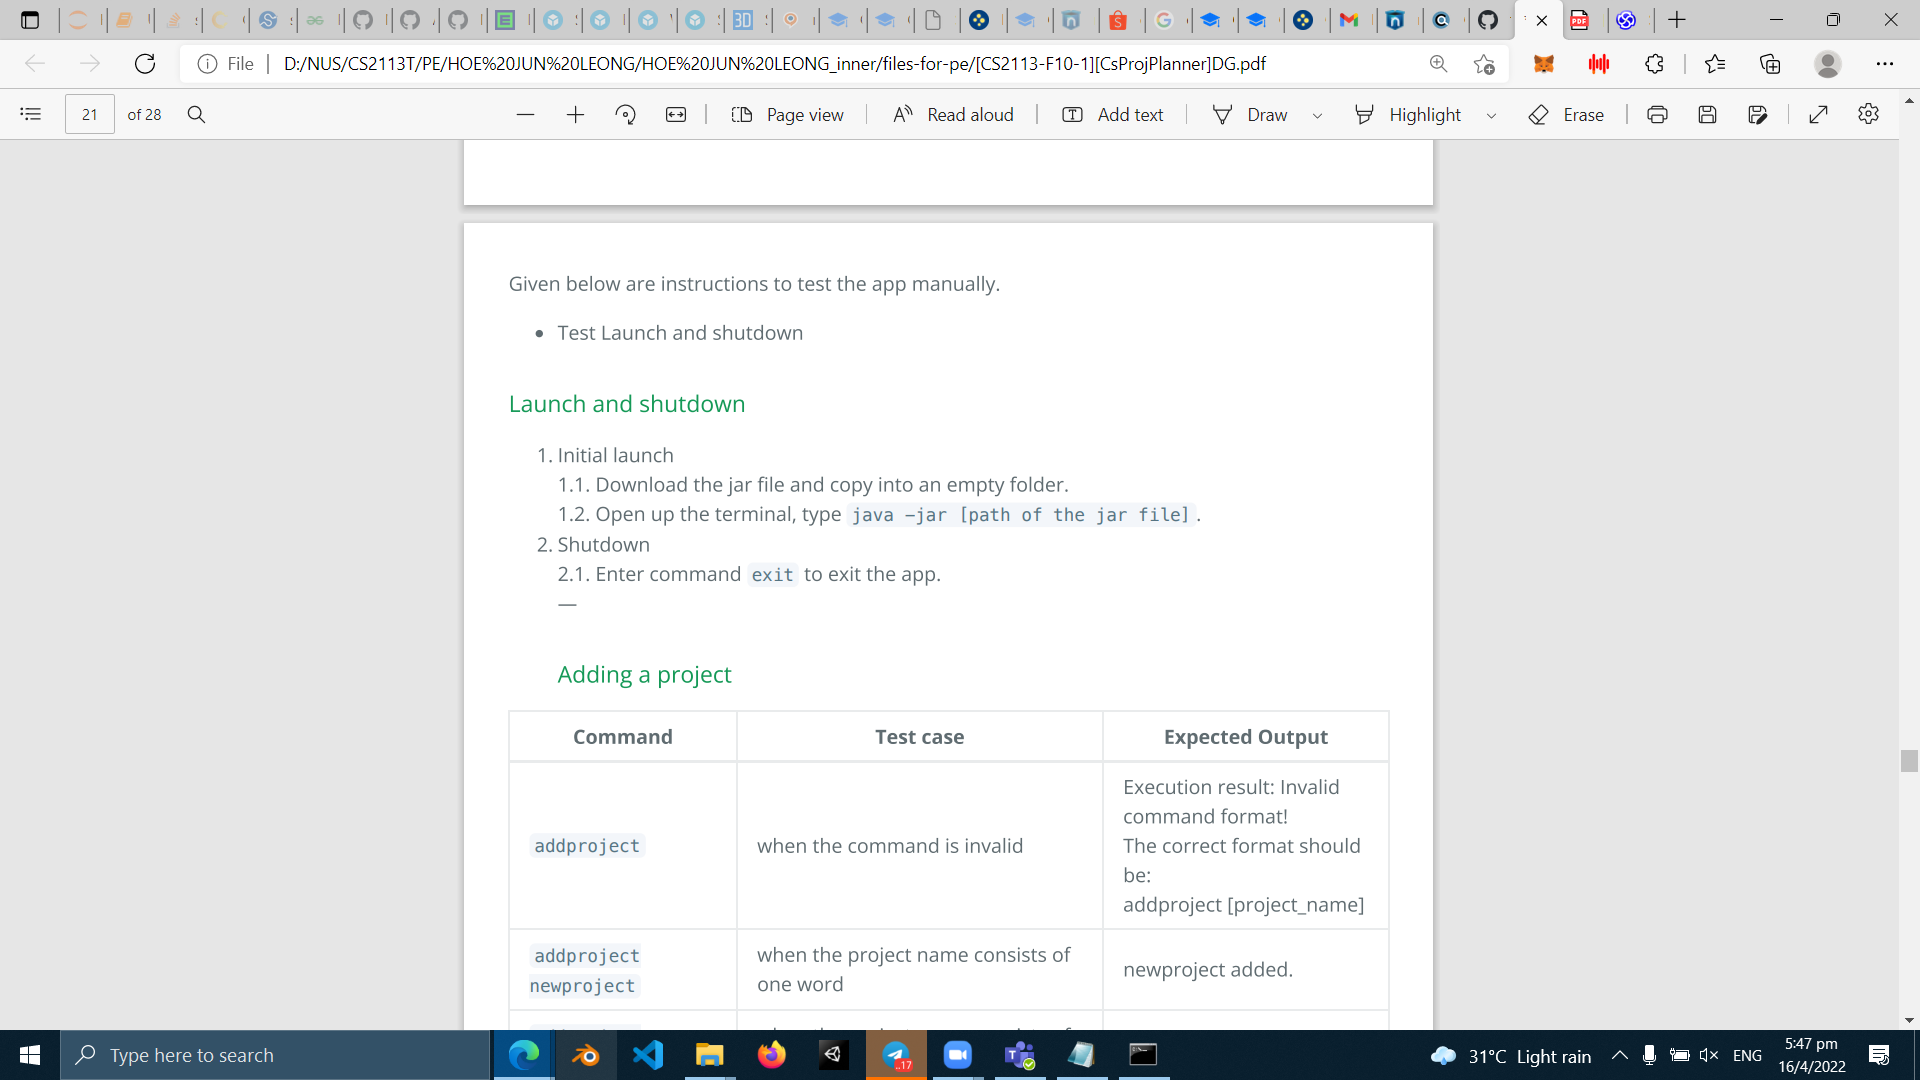 File
D:/NUS/CS2113T/PE/HOE%20JUN%20LEONG/HOE%20JUN%20LEONG_inner/files-for-pe/[CS2113-F10-1][CsProjPlanner]DG.pdf
21 of 28
Page view
Read aloud
Add text
Draw
Highlight
Erase
Given below are instructions to test the app manually.
• Test Launch and shutdown
Launch and shutdown
1. Initial launch
1.1. Download the jar file and copy into an empty folder.
1.2. Open up the terminal, type java -jar [path of the jar file].
2. Shutdown
2.1. Enter command exit to exit the app.
—
Adding a project
Command Test case Expected Output
addproject
when the command is invalid
Execution result: Invalid
command format!
The correct format should
be:
addproject [project_name]
addproject
newproject
when the project name consists of
one word
newproject added.
Type here to search
..17
31°C Light rain
ENG
5:47 pm
16/4/2022